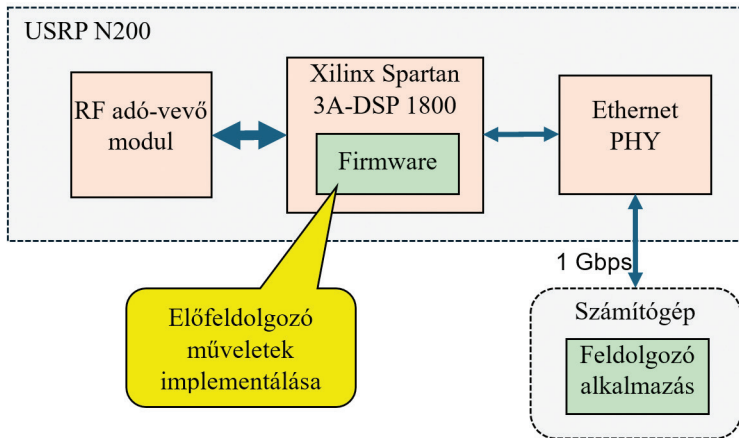 USRP N200
RF adó-vevő
modul
Xilinx Spartan
3A-DSP 1800
Firmware
Ethernet
PHY
1 Gbps
Előfeldolgozó
műveletek
implementálása
Számítógép
Feldolgozó
alkalmazás